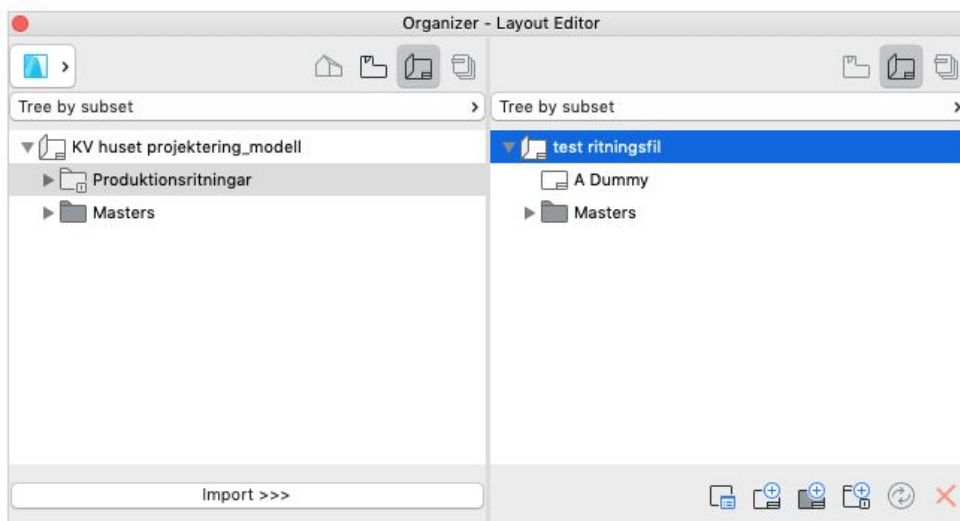 Organizer - Layout Editor
Tree by subset
Tree by subset
KV huset projektering_modell
test ritningsfil
Produktionsritningar
A Dummy
Masters
Masters
Import >>>